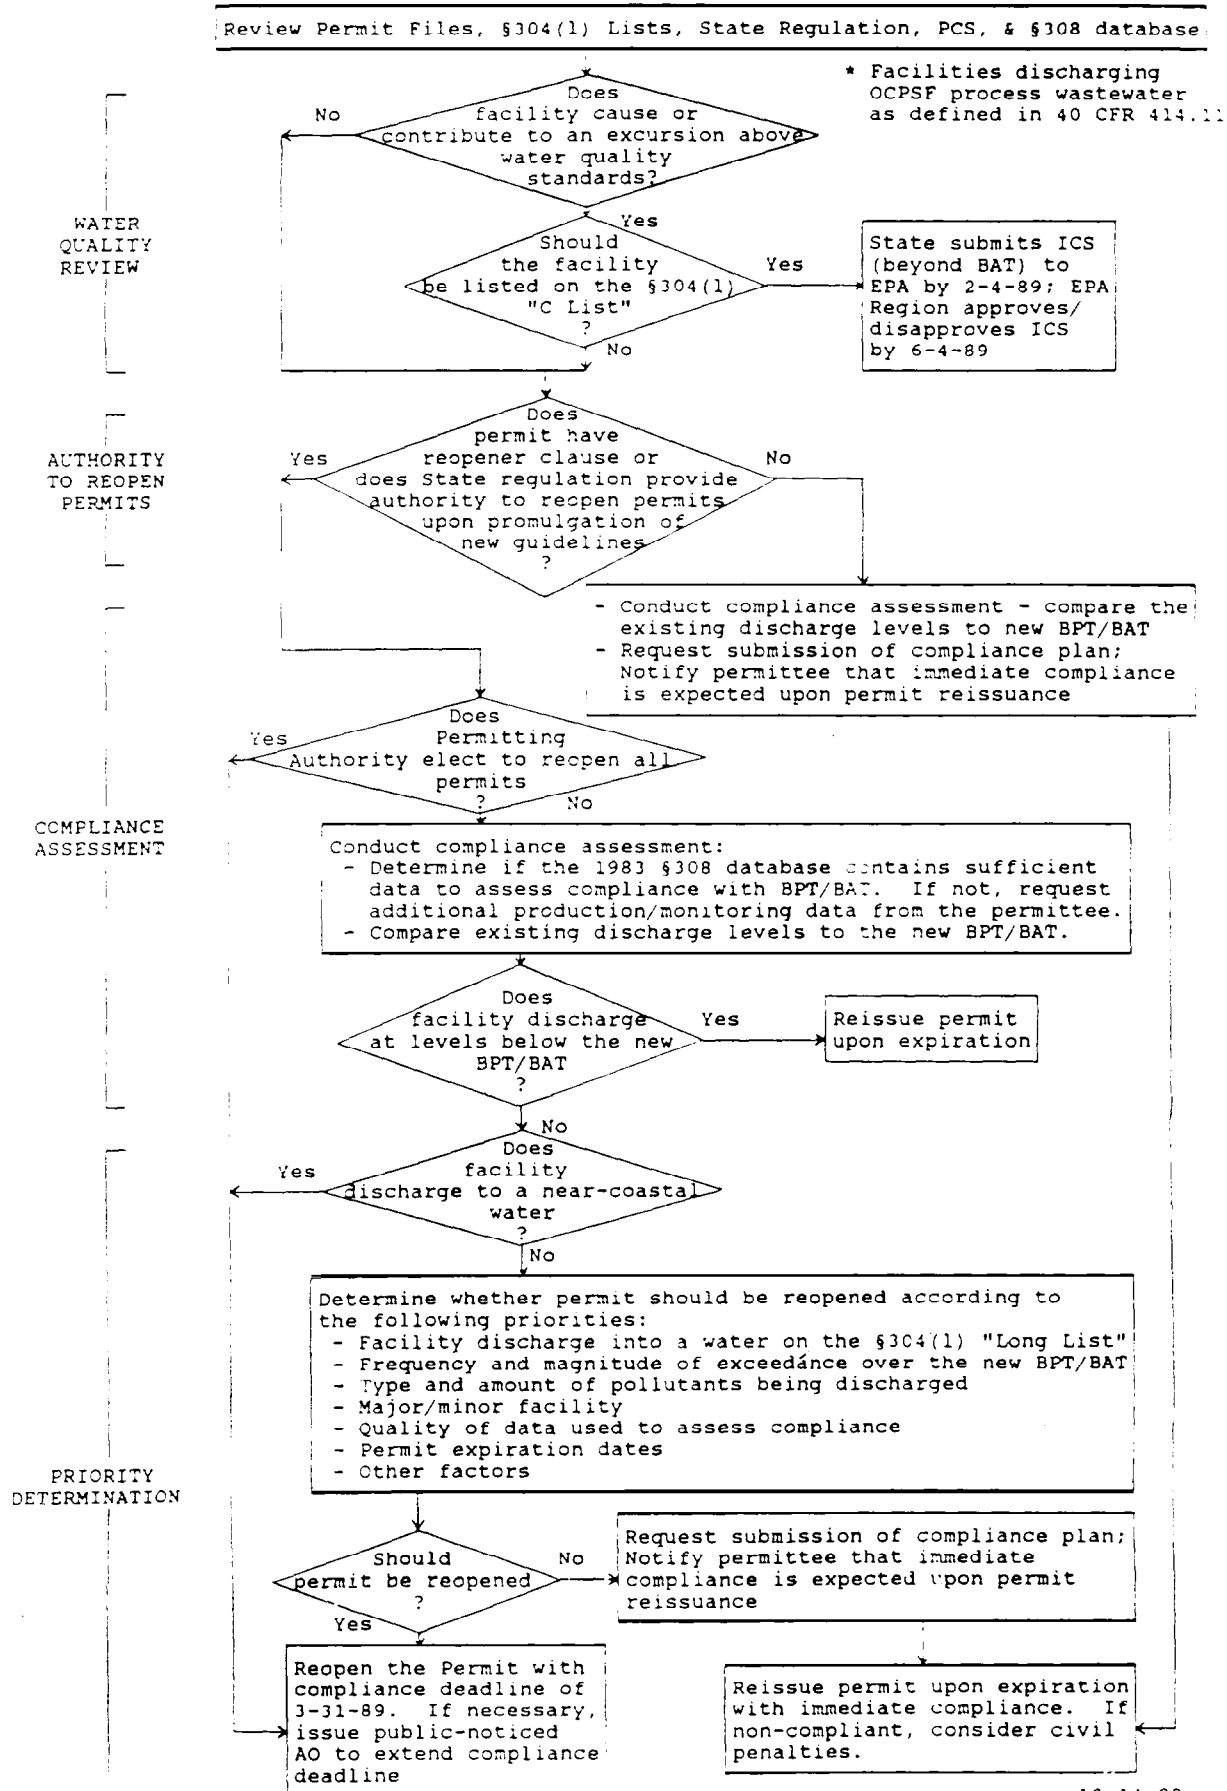 Review Permit Files, §304(l) Lists, State Regulation, PCS, & §308 database
* Facilities discharging
OCPSF process wastewater
as defined in 40 CFR 414.11
Does
facility cause or
contribute to an excursion above
water quality
standards?
No
Yes
WATER
QUALITY
REVIEW
Should
the facility
be listed on the §304(l)
"C List"
?
Yes
No
State submits ICS
(beyond BAT) to
EPA by 2-4-89; EPA
Region approves/
disapproves ICS
by 6-4-89
AUTHORITY
TO REOPEN
PERMITS
Does
permit have
reopener clause or
does State regulation provide
authority to reopen permits
upon promulgation of
new guidelines
?
Yes
No
- Conduct compliance assessment - compare the
existing discharge levels to new BPT/BAT
- Request submission of compliance plan;
Notify permittee that immediate compliance
is expected upon permit reissuance
Does
Permitting
Authority elect to reopen all
permits
?
Yes
No
COMPLIANCE
ASSESSMENT
Conduct compliance assessment:
- Determine if the 1983 §308 database contains sufficient
data to assess compliance with BPT/BAT. If not, request
additional production/monitoring data from the permittee.
- Compare existing discharge levels to the new BPT/BAT.
Does
facility discharge
at levels below the new
BPT/BAT
?
Yes
Reissue permit
upon expiration
No
Does
facility
discharge to a near-coastal
water
?
Yes
No
Determine whether permit should be reopened according to
the following priorities:
- Facility discharge into a water on the §304(l) "Long List"
- Frequency and magnitude of exceedance over the new BPT/BAT
- Type and amount of pollutants being discharged
- Major/minor facility
- Quality of data used to assess compliance
- Permit expiration dates
- Other factors
PRIORITY
DETERMINATION
Should
permit be reopened
?
No
Yes
Request submission of compliance plan;
Notify permittee that immediate
compliance is expected upon permit
reissuance
Reopen the Permit with
compliance deadline of
3-31-89. If necessary,
issue public-noticed
AO to extend compliance
deadline
Reissue permit upon expiration
with immediate compliance. If
non-compliant, consider civil
penalties.